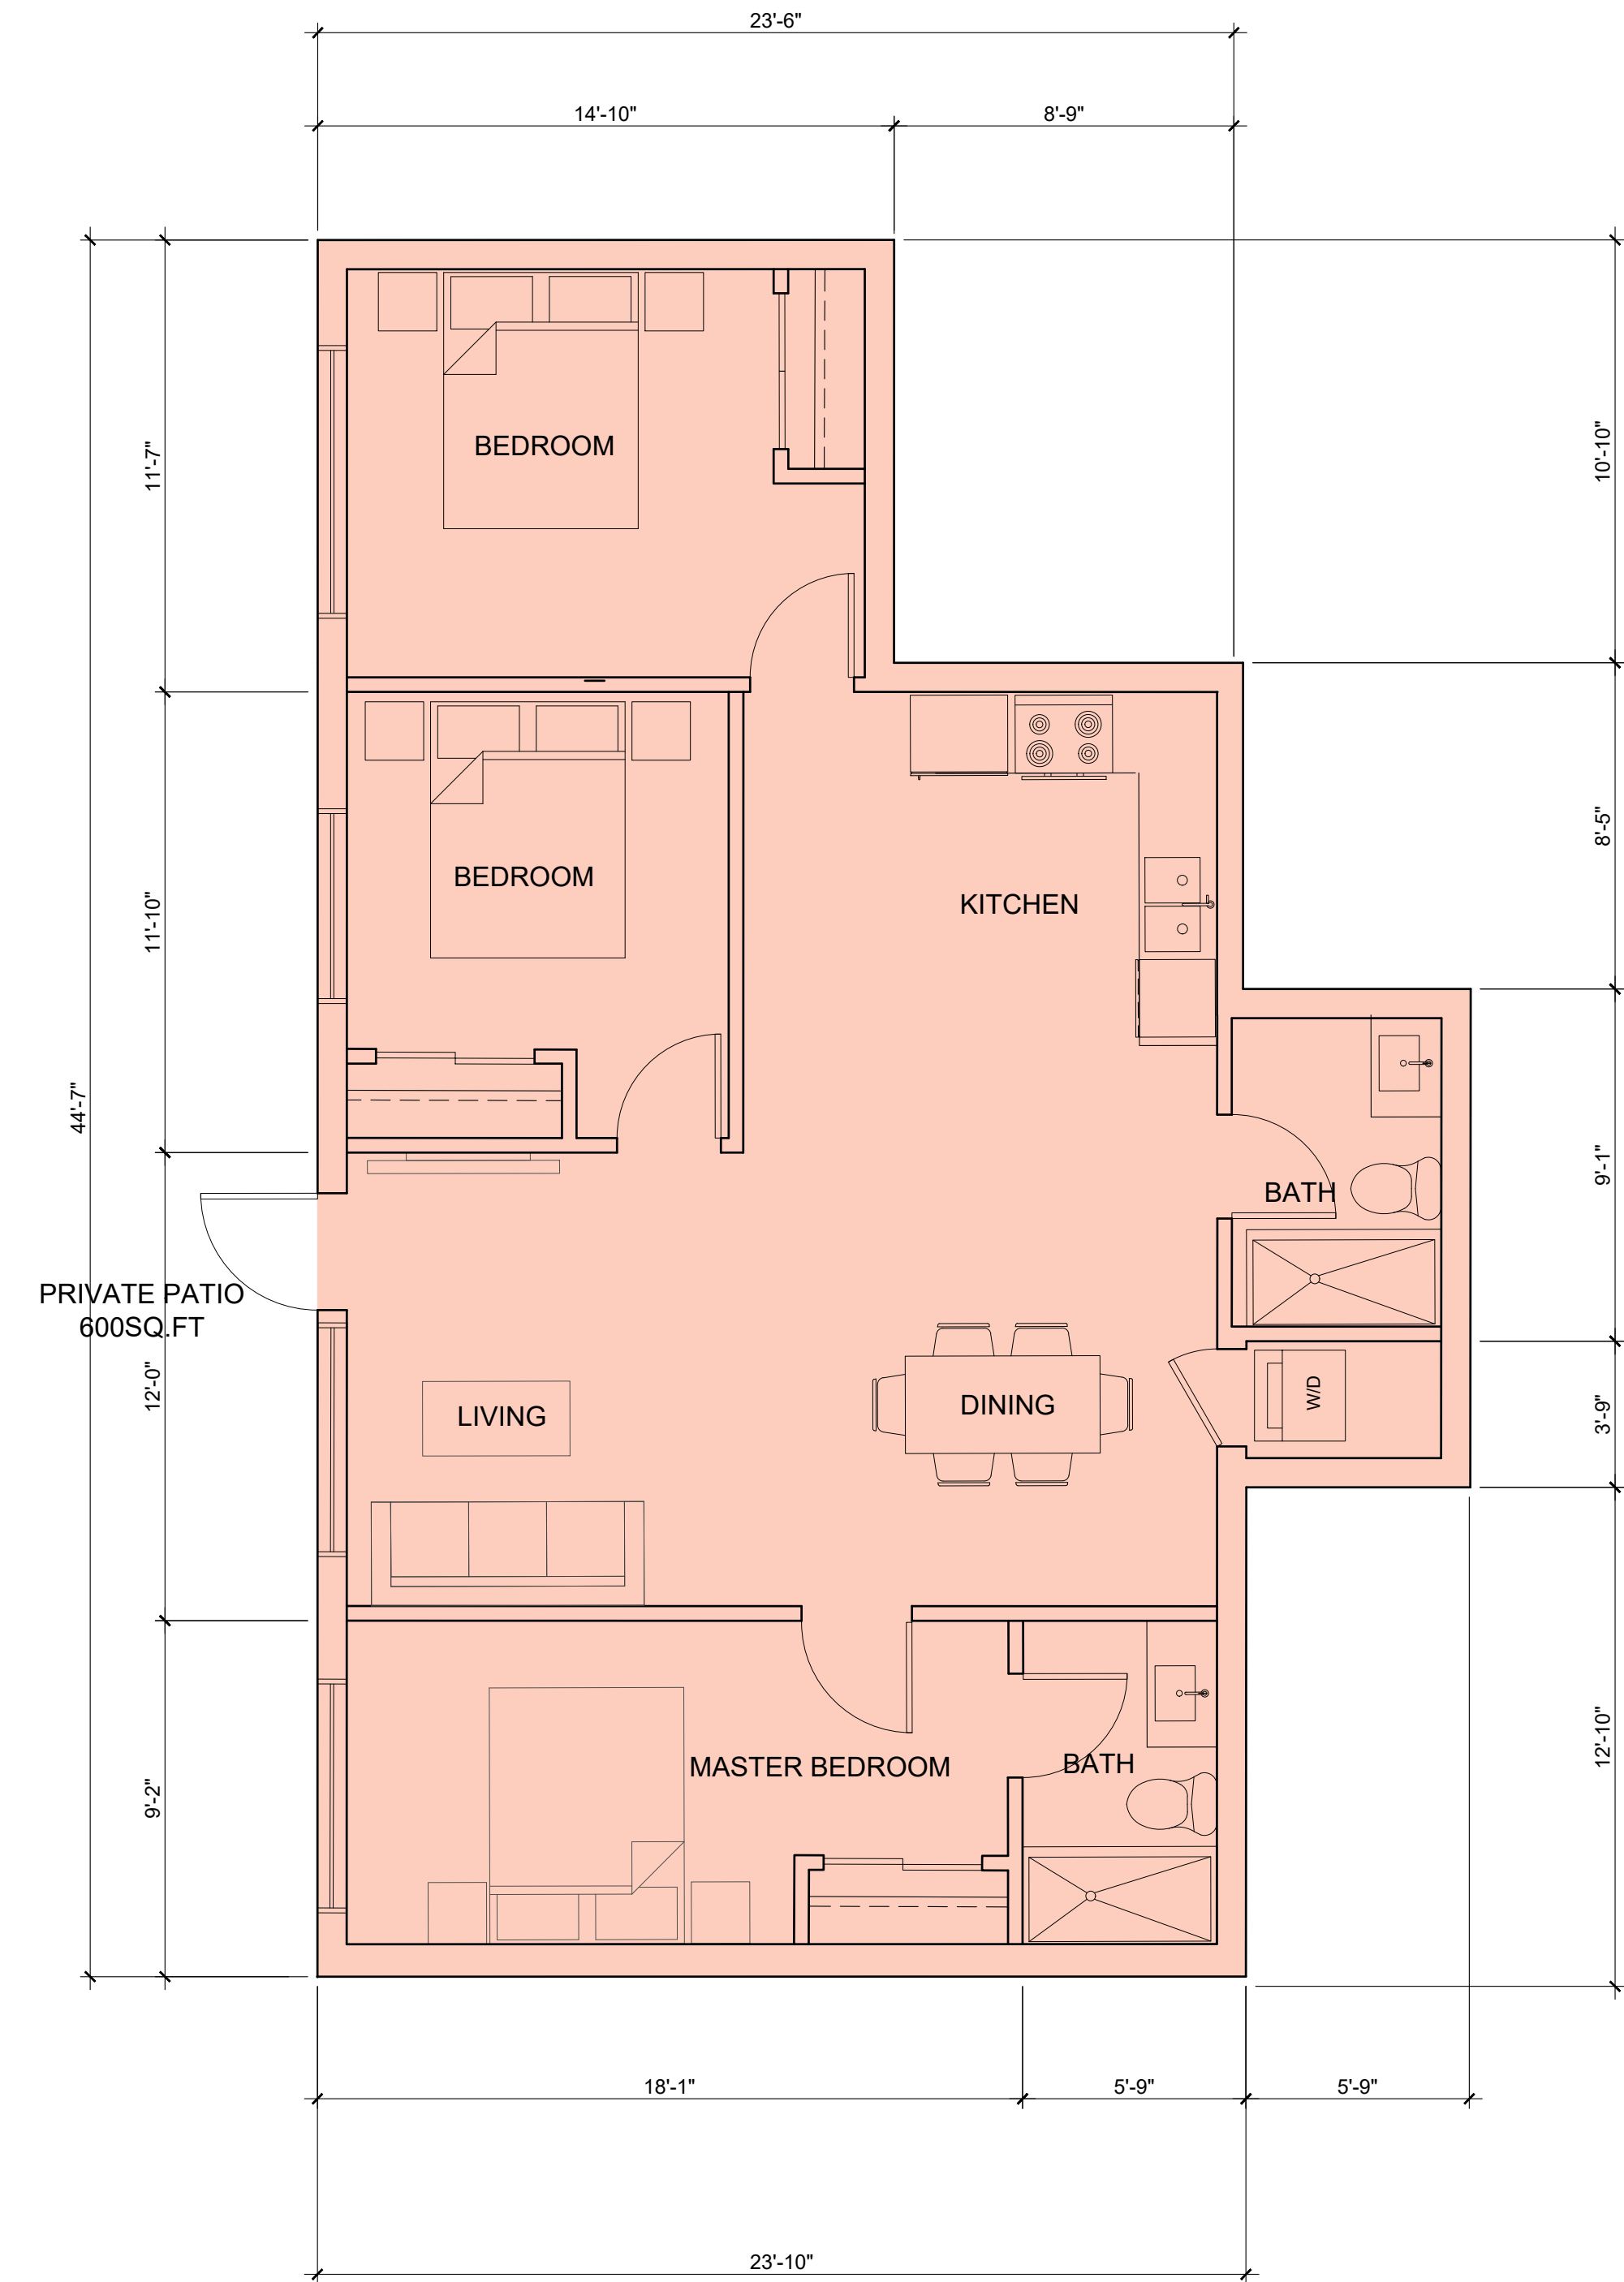 23'-6"
14'-10"
8'-9"
11'-7"
10'-10"
BEDROOM
8'-5"
BEDROOM
KITCHEN
11'-10"
44'-7"
9'-1"
BATH
PRIVATE PATIO
600SQ.FT
12'-0"
LIVING
DINING
W/D
3'-9"
12'-10"
MASTER BEDROOM
BATH
9'-2"
18'-1"
5'-9"
5'-9"
23'-10"